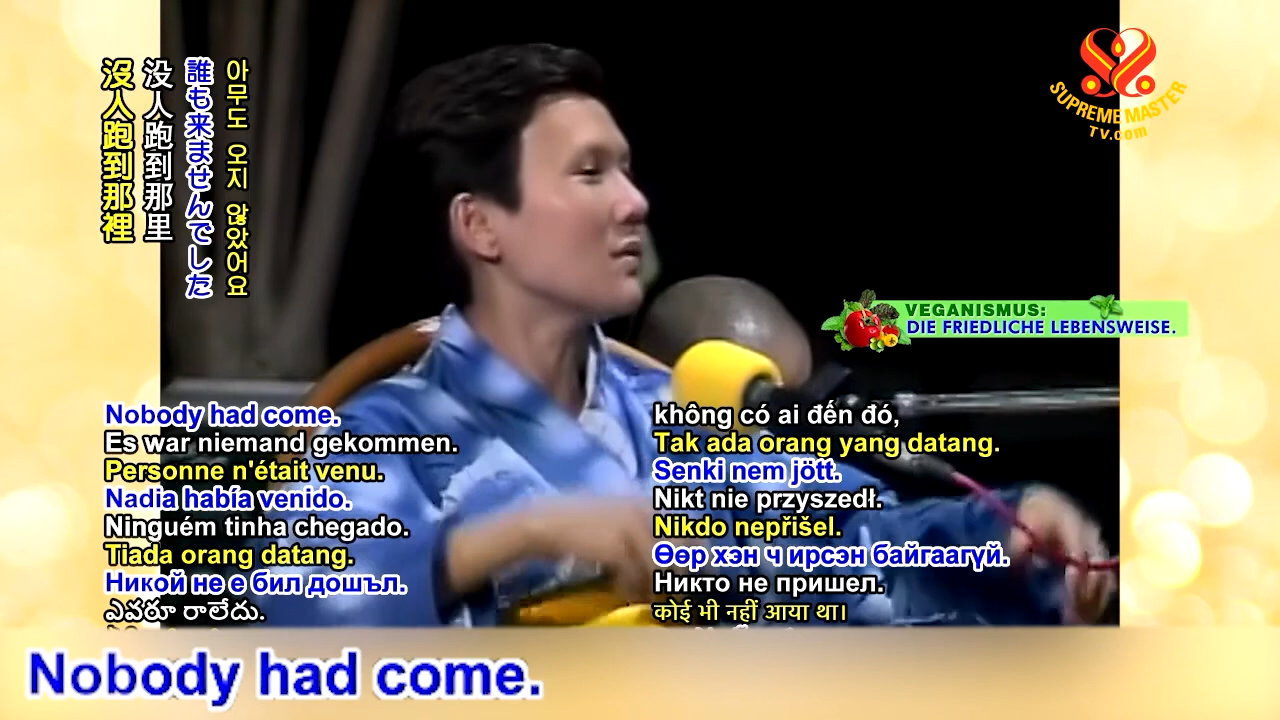 沒人跑到那裡
没人跑到那里
誰も来ませんでした
아무도 오지 않았어요
SUPREME MASTER
TV.com
VEGANISMUS:
DIE FRIEDLICHE LEBENSWEISE.
Nobody had come.
Es war niemand gekommen.
Personne n'était venu.
Nadia había venido.
Ninguém tinha chegado.
Tiada orang datang.
Никой не е бил дошъл.
ఎవరూ రాలేదు.
không có ai đến đó,
Tak ada orang yang datang.
Senki nem jött.
Nikt nie przyszedł.
Nikdo nepřišel.
Өөр хэн ч ирсэн байгаагүй.
Никто не пришел.
कोई भी नहीं आया था।
Nobody had come.